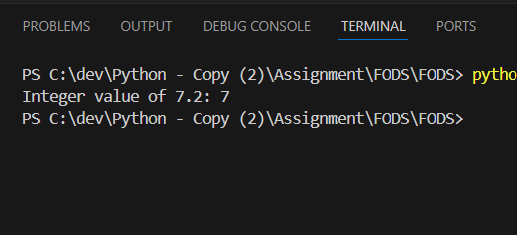 PROBLEMS OUTPUT DEBUG CONSOLE TERMINAL PORTS
PS C:\dev\Python - Copy (2)\Assignment\FODS\FODS> pytho
Integer value of 7.2: 7
PS C:\dev\Python - Copy (2)\Assignment\FODS\FODS>